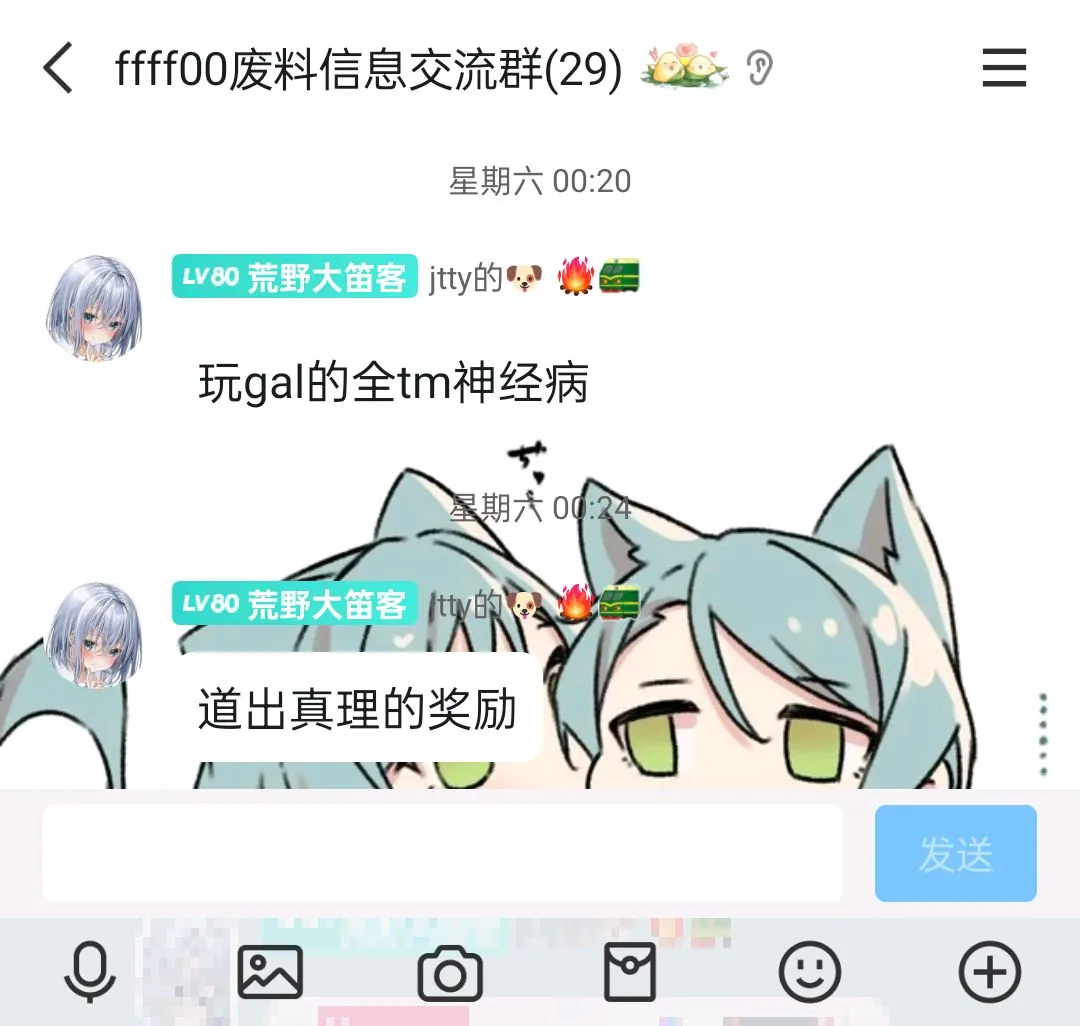 ffff00废料信息交流群(29)
星期六 00:20
LV80 荒野大笛客 jtty的🐶 🔥🚃
玩gal的全tm神经病
星期六 00:24
LV80 荒野大笛客 jtty的🐶 🔥🚃
道出真理的奖励
发送